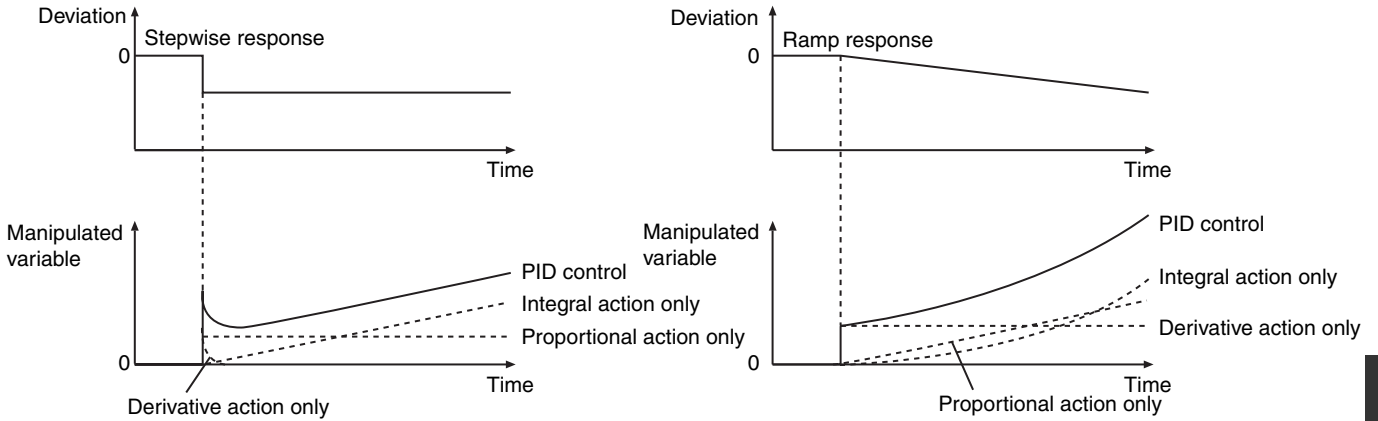 Deviation
0
Stepwise response
Time
Manipulated
variable
0
PID control
Integral action only
Proportional action only
Time
Derivative action only
Deviation
0
Ramp response
Time
Manipulated
variable
0
PID control
Integral action only
Derivative action only
Time
Proportional action only